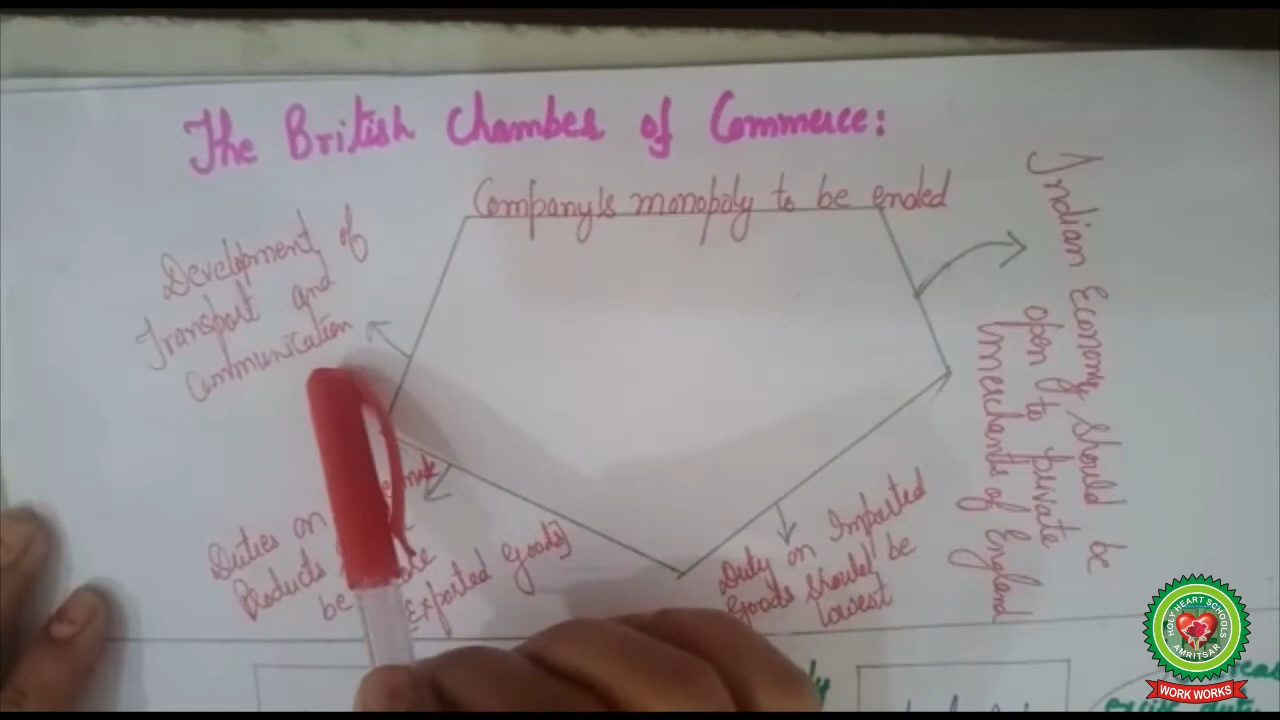 The British Chamber of Commerce:
Company's monopoly to be ended
Indian Economy Should be
open to private
merchants of England
Development of
Transport and
Communication
Duties on
Products
be
Exported Goods)
Duty on Imported
Goods Should be
lowest
HOLY HEART SCHOOLS
AMRITSAR
WORK WORKS